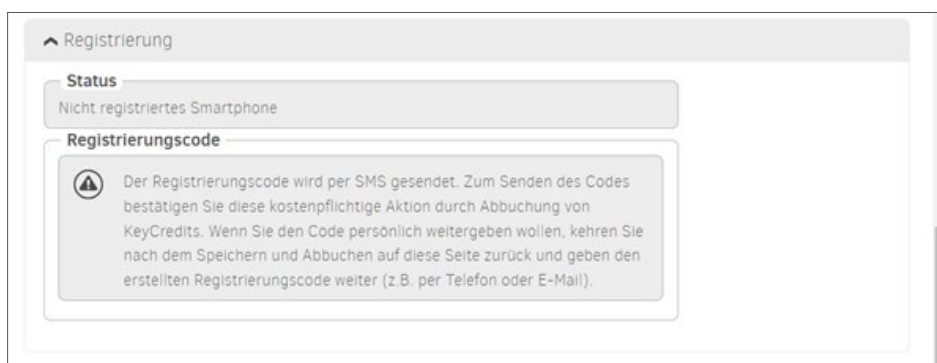 Registrierung
Status
Nicht registriertes Smartphone
Registrierungscode
Der Registrierungscode wird per SMS gesendet. Zum Senden des Codes
bestätigen Sie diese kostenpflichtige Aktion durch Abbuchung von
KeyCredits. Wenn Sie den Code persönlich weitergeben wollen, kehren Sie
nach dem Speichern und Abbuchen auf diese Seite zurück und geben den
erstellten Registrierungscode weiter (z.B. per Telefon oder E-Mail).